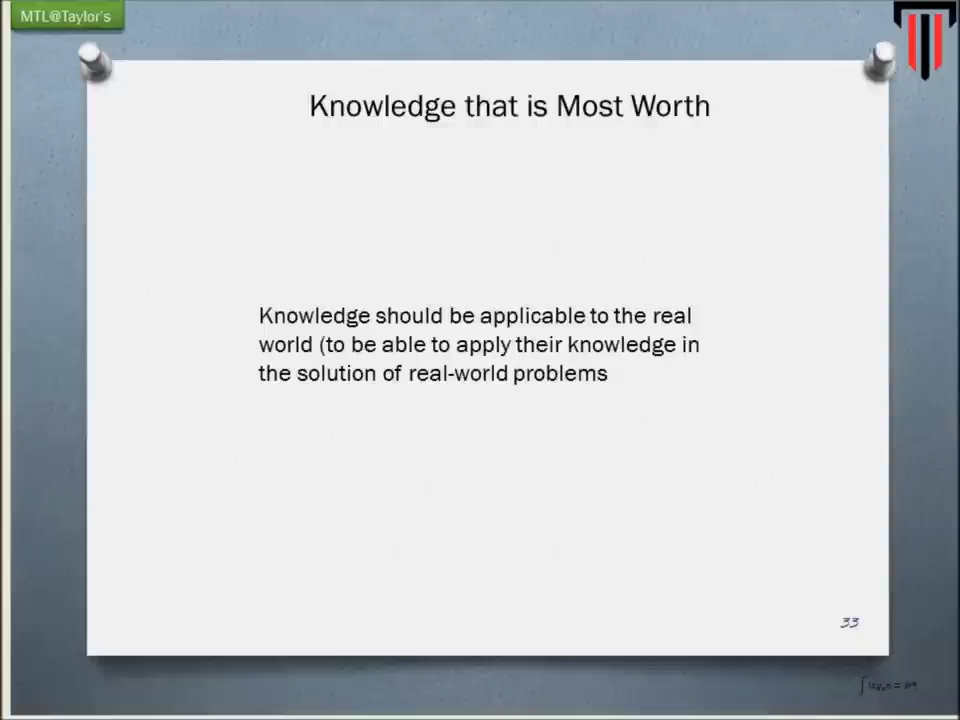 MTL@Taylor's
Knowledge that is Most Worth
Knowledge should be applicable to the real
world (to be able to apply their knowledge in
the solution of real-world problems
33